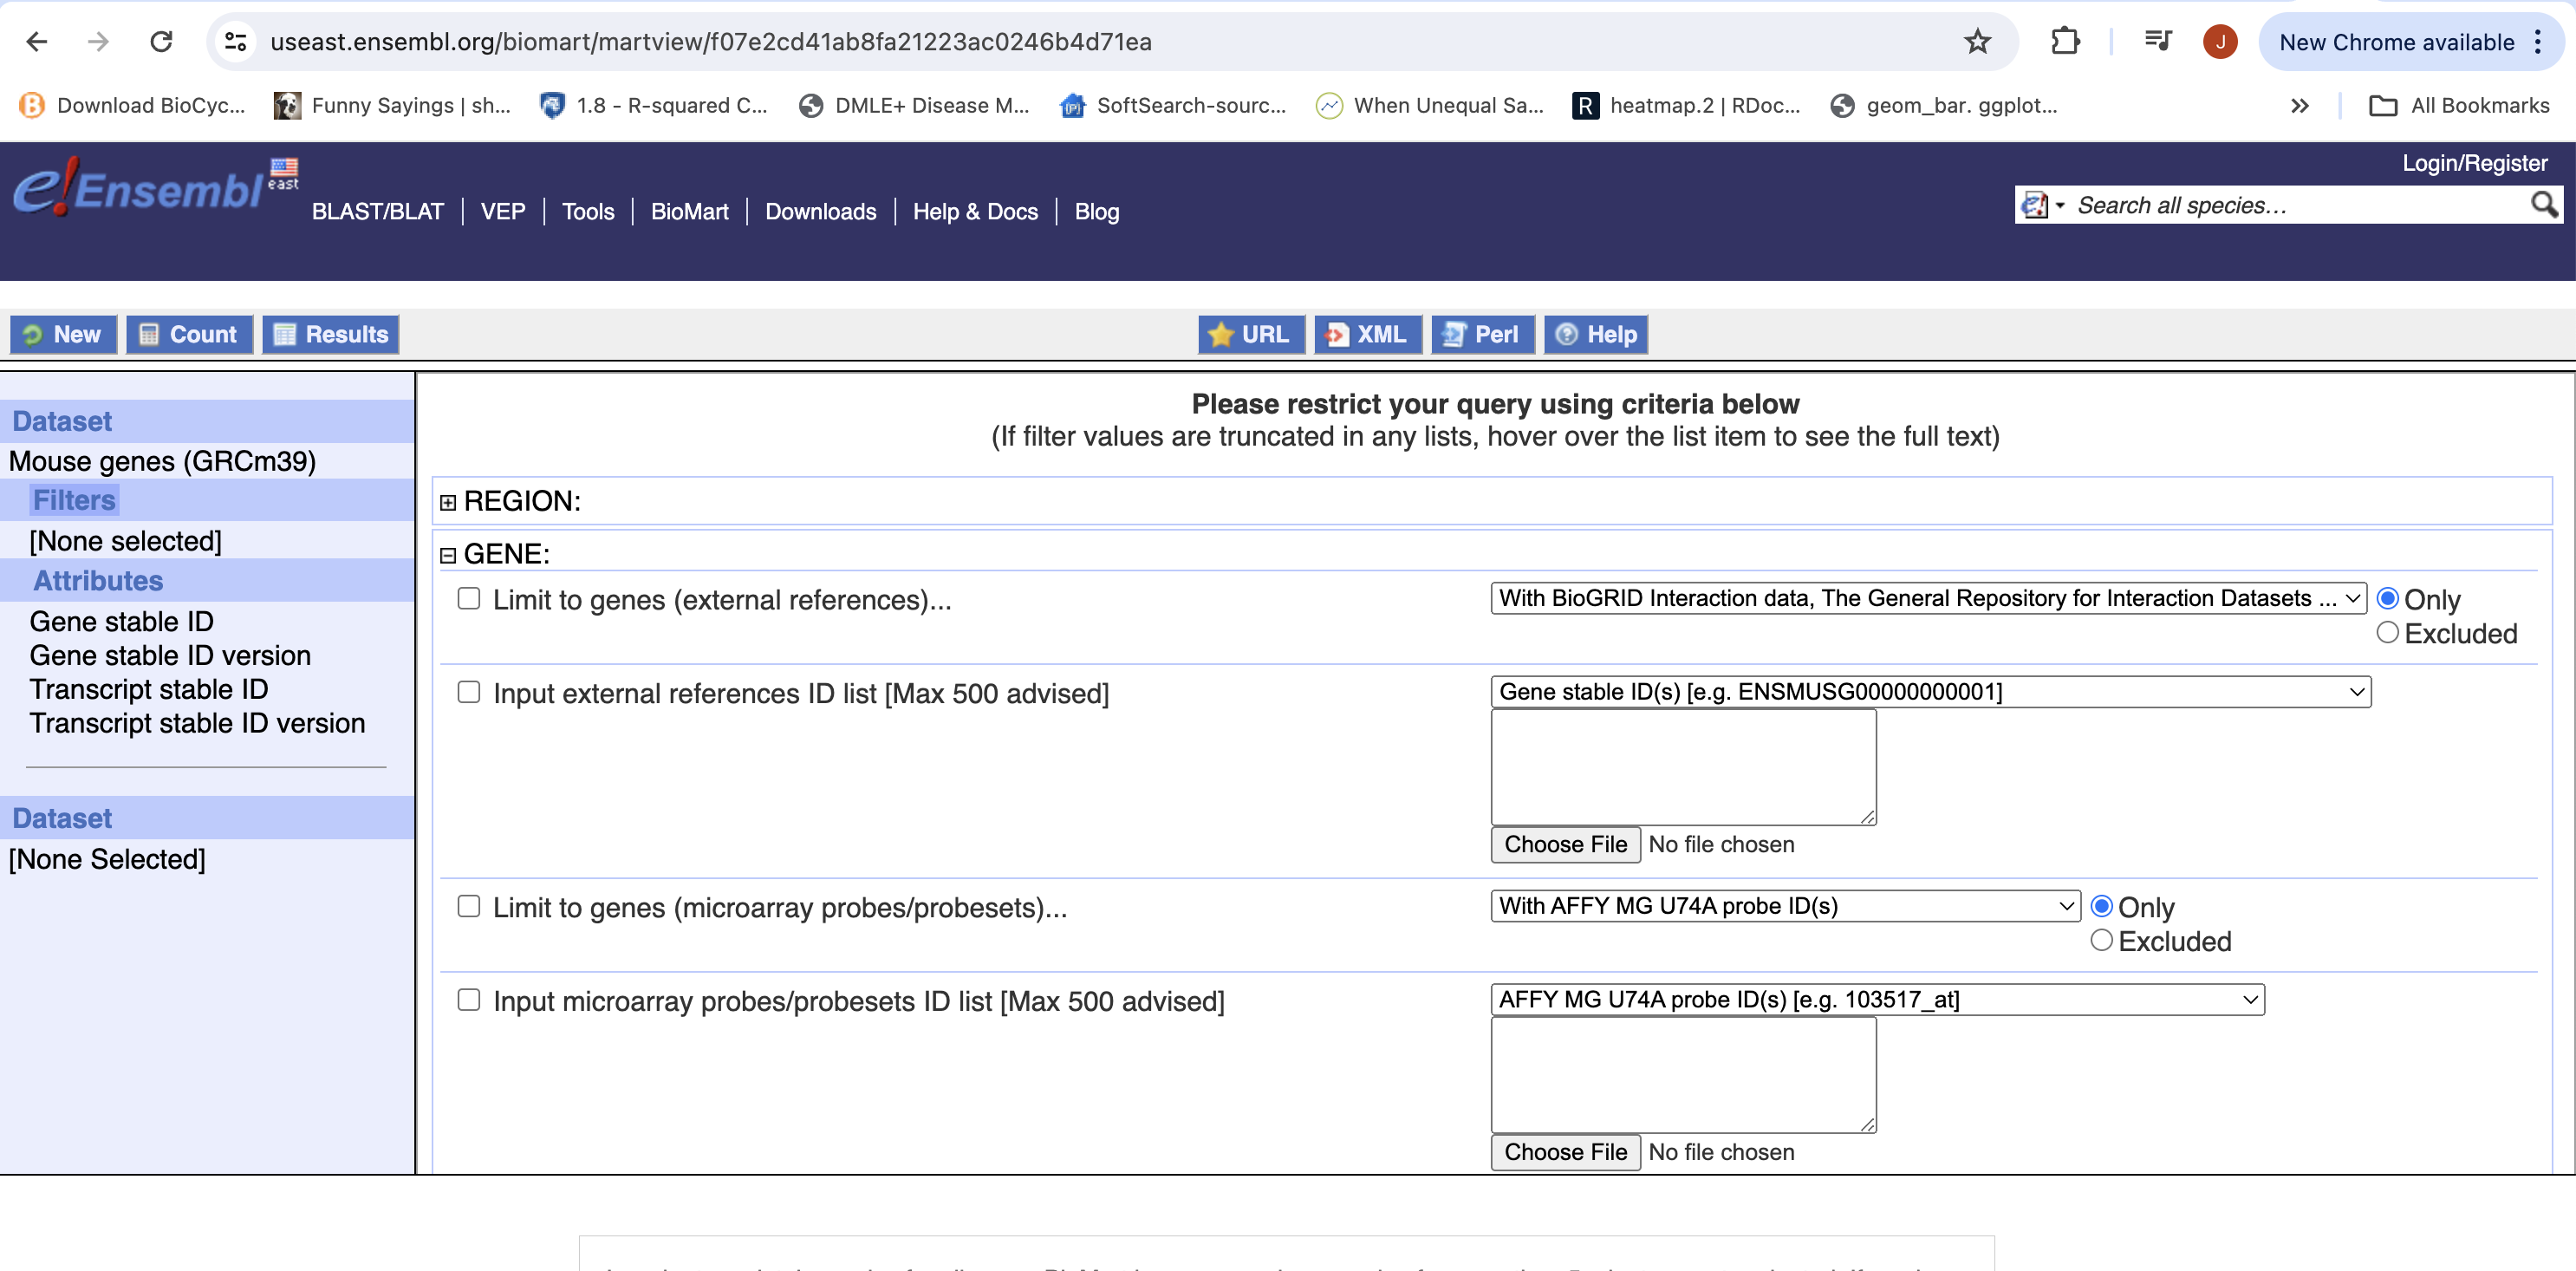 useast.ensembl.org/biomart/martview/f07e2cd41ab8fa21223ac0246b4d71ea
J
New Chrome available
Download BioCyc...
Funny Sayings | sh...
1.8 - R-squared C...
DMLE+ Disease M...
SoftSearch-sourc...
When Unequal Sa...
R
heatmap.2 | RDoc...
geom_bar. ggplot...
All Bookmarks
Login/Register
e!Ensembl
east
BLAST/BLAT | VEP | Tools | BioMart | Downloads | Help & Docs | Blog
Search all species...
New
Count
Results
URL
XML
Perl
Help
Dataset
Mouse genes (GRCm39)
Filters
[None selected]
Attributes
Gene stable ID
Gene stable ID version
Transcript stable ID
Transcript stable ID version
Dataset
[None Selected]
Please restrict your query using criteria below
(If filter values are truncated in any lists, hover over the list item to see the full text)
REGION:
GENE:
Limit to genes (external references)...
With BioGRID Interaction data, The General Repository for Interaction Datasets ...
Only
Excluded
Input external references ID list [Max 500 advised]
Gene stable ID(s) [e.g. ENSMUSG00000000001]
Choose File No file chosen
Limit to genes (microarray probes/probesets)...
With AFFY MG U74A probe ID(s)
Only
Excluded
Input microarray probes/probesets ID list [Max 500 advised]
AFFY MG U74A probe ID(s) [e.g. 103517_at]
Choose File No file chosen